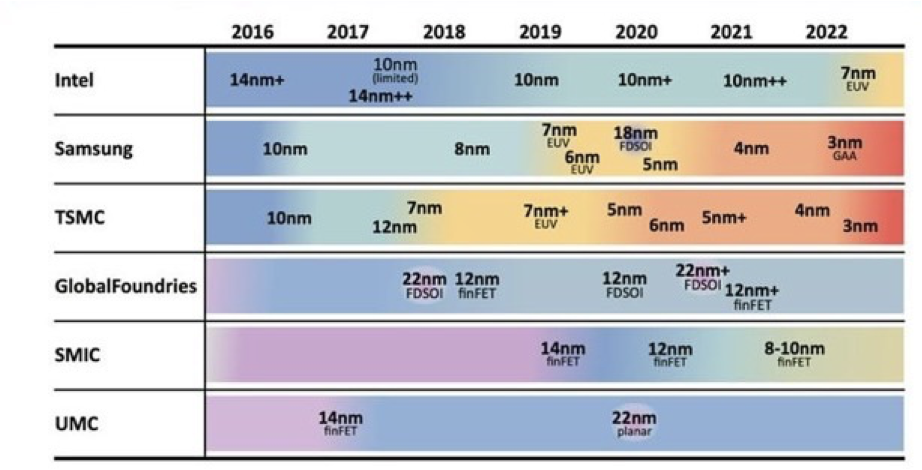 2016 2017 2018 2019 2020 2021 2022
Intel
14nm+
10nm
(limited)
14nm++
10nm
10nm+
10nm++
7nm
EUV
Samsung
10nm
8nm
7nm
EUV
6nm
EUV
18nm
FDSOI
5nm
4nm
3nm
GAA
TSMC
10nm
12nm
7nm
7nm+
EUV
5nm
6nm
5nm+
4nm
3nm
GlobalFoundries
22nm
FDSOI
12nm
finFET
12nm
FDSOI
22nm+
FDSOI
12nm+
finFET
SMIC
14nm
finFET
12nm
finFET
8-10nm
finFET
UMC
14nm
finFET
22nm
planar